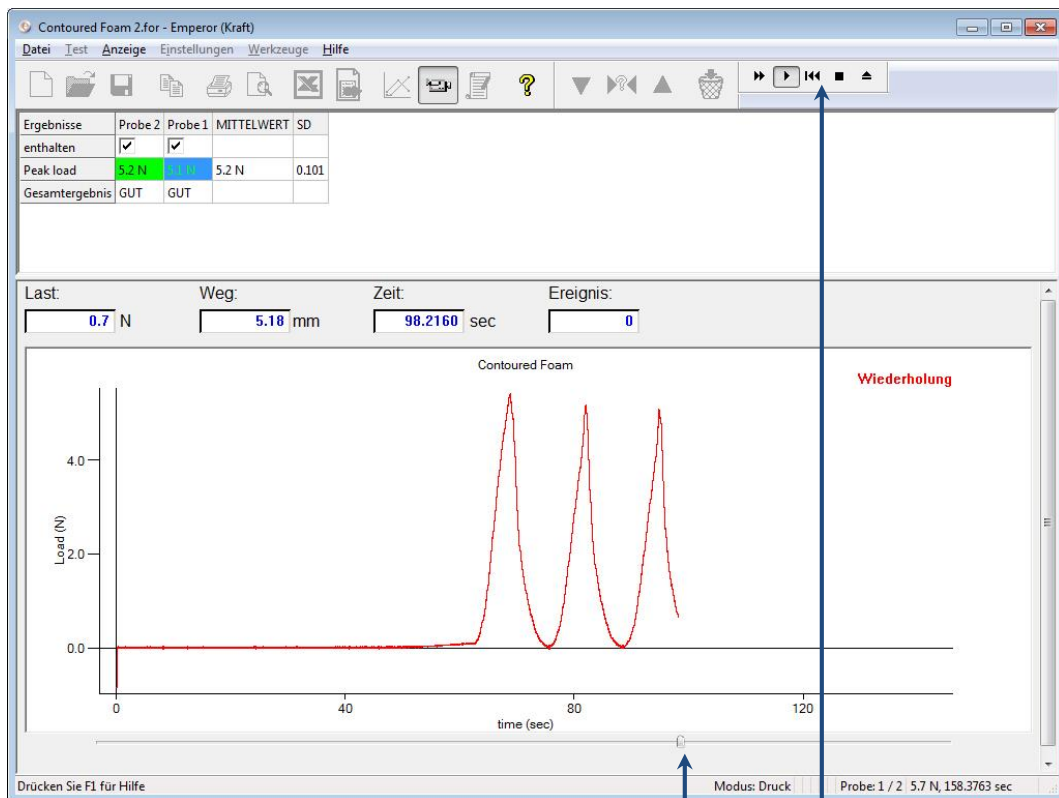 Contoured Foam 2.for - Emperor (Kraft)
Datei Test Anzeige Einstellungen Werkzeuge Hilfe
Ergebnisse Probe 2 Probe 1 MITTELWERT SD
enthalten
Peak load 5.2 N 5.1 N 5.2 N 0.101
Gesamtergebnis GUT GUT
Last: Weg: Zeit: Ereignis:
0.7 N 5.18 mm 98.2160 sec 0
Contoured Foam
Wiederholung
4.0
2.0
0.0
Load (N)
0 40 80 120
time (sec)
Drücken Sie F1 für Hilfe Modus: Druck Probe: 1 / 2 5.7 N, 158.3763 sec